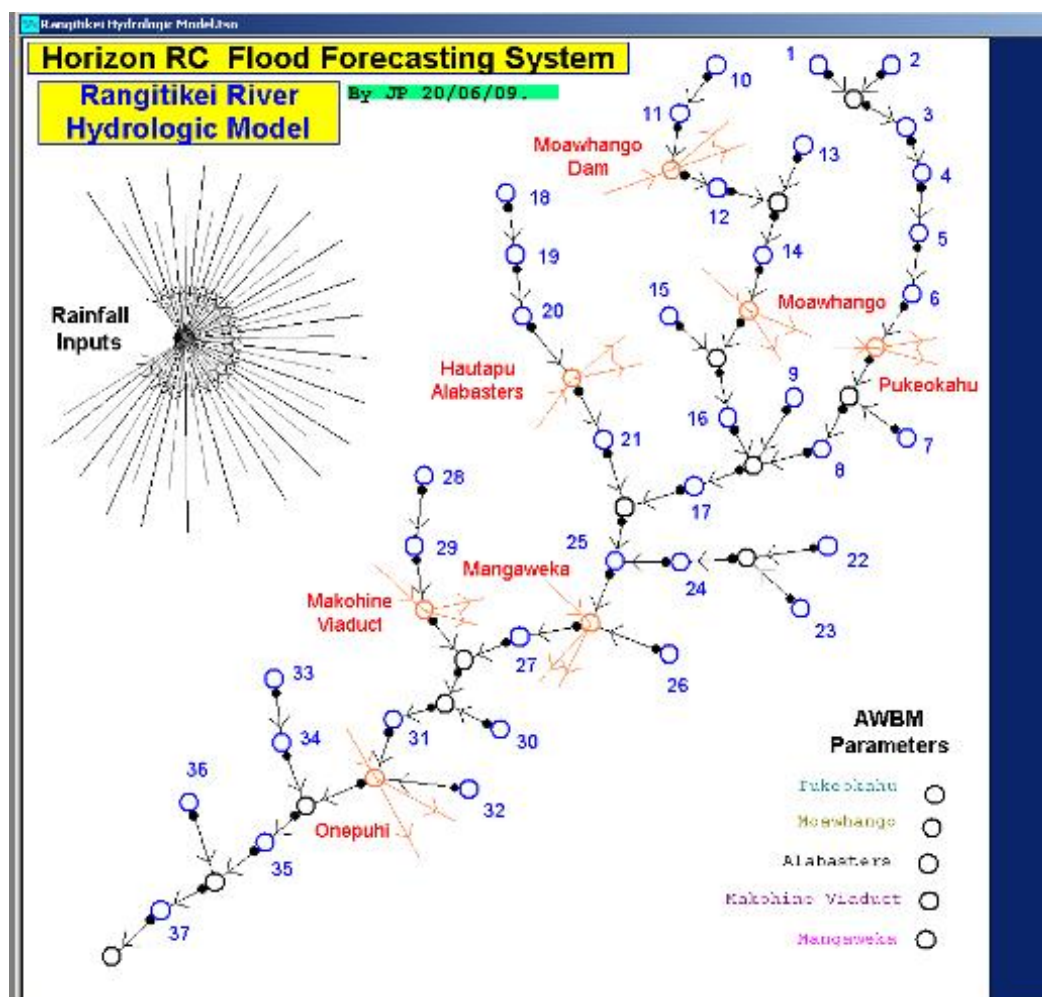 Rangitikei Hydrologic Model.tso
Horizon RC Flood Forecasting System
Rangitikei River
Hydrologic Model
By JP 20/06/09.
1
2
10
11
3
Moawhango
Dam
13
4
18
12
5
19
14
6
Rainfall
Inputs
20
15
Moawhango
Hautapu
Alabasters
9
Pukeokahu
16
7
21
8
28
17
25
29
Mangaweka
24
22
23
Makohine
Viaduct
27
26
33
34
31
30
AWBM
Parameters
36
32
Pukeokahu
Onepuhi
Moawhango
35
Alabasters
Makohine Viaduct
37
Mangaweka